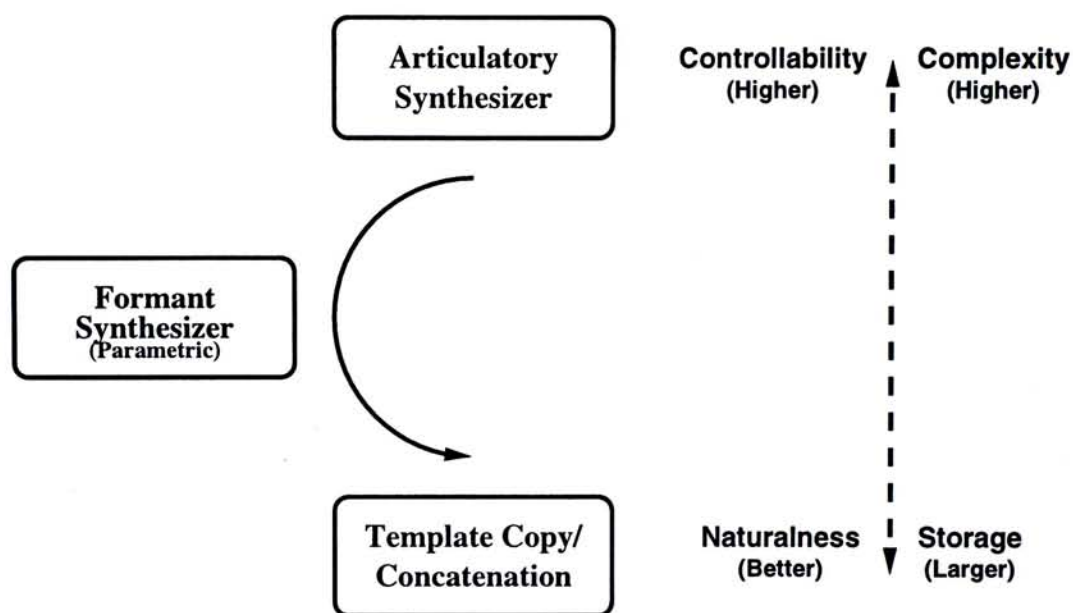 Articulatory
Synthesizer
Controllability
(Higher)
Complexity
(Higher)
Formant
Synthesizer
(Parametric)
Template Copy/
Concatenation
Naturalness
(Better)
Storage
(Larger)